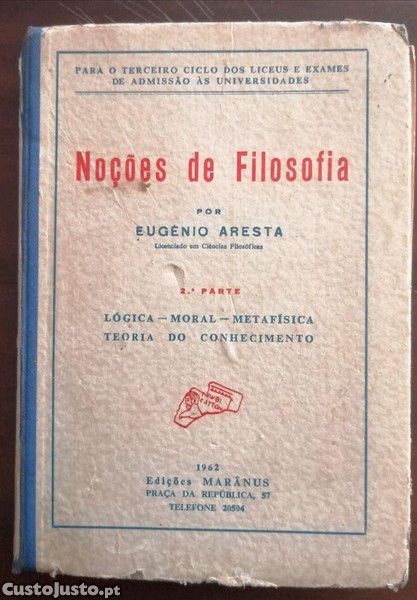 PARA O TERCEIRO CICLO DOS LICEUS E EXAMES
DE ADMISSÃO ÀS UNIVERSIDADES
Noções de Filosofia
POR
EUGÉNIO ARESTA
Licenciado em Ciências Filosóficas
2.ª PARTE
LÓGICA — MORAL — METAFÍSICA
TEORIA DO CONHECIMENTO
1962
Edições MARÂNUS
PRAÇA DA REPÚBLICA, 57
TELEFONE 20504
CustoJusto.pt